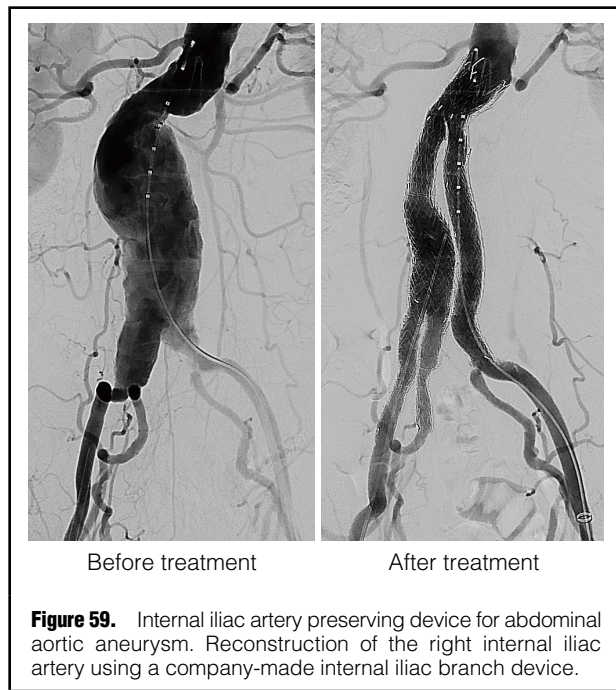 Before treatment
After treatment
Figure 59. Internal iliac artery preserving device for abdominal
aortic aneurysm. Reconstruction of the right internal iliac
artery using a company-made internal iliac branch device.